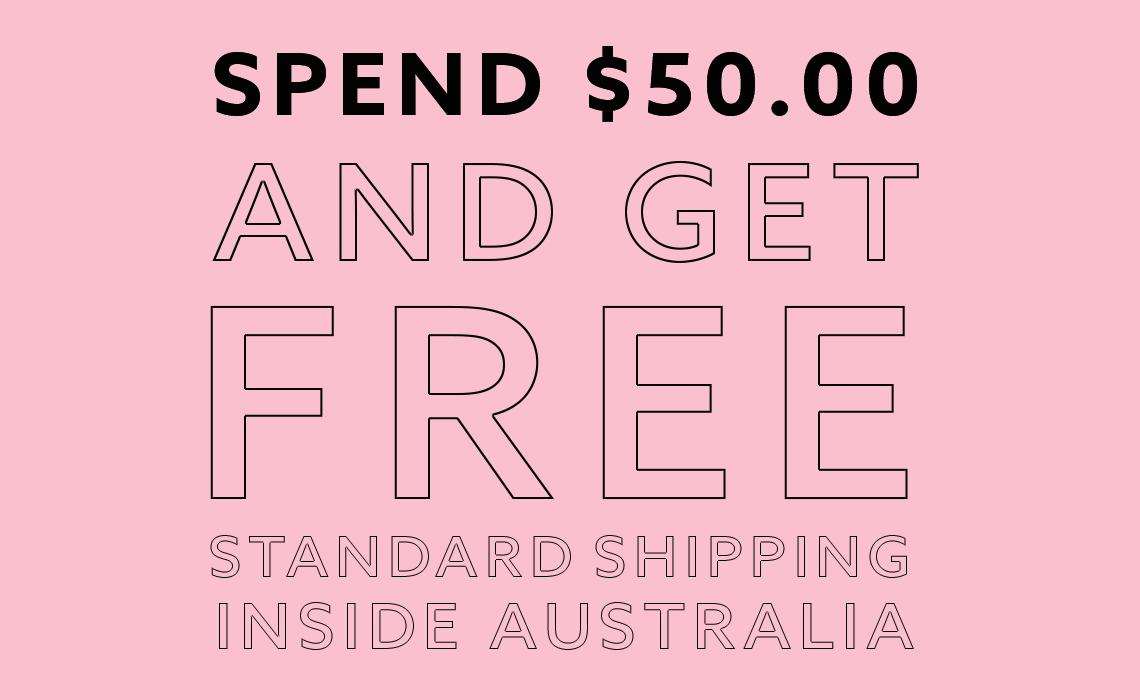 SPEND $50.00
AND GET
FREE
STANDARD SHIPPING
INSIDE AUSTRALIA